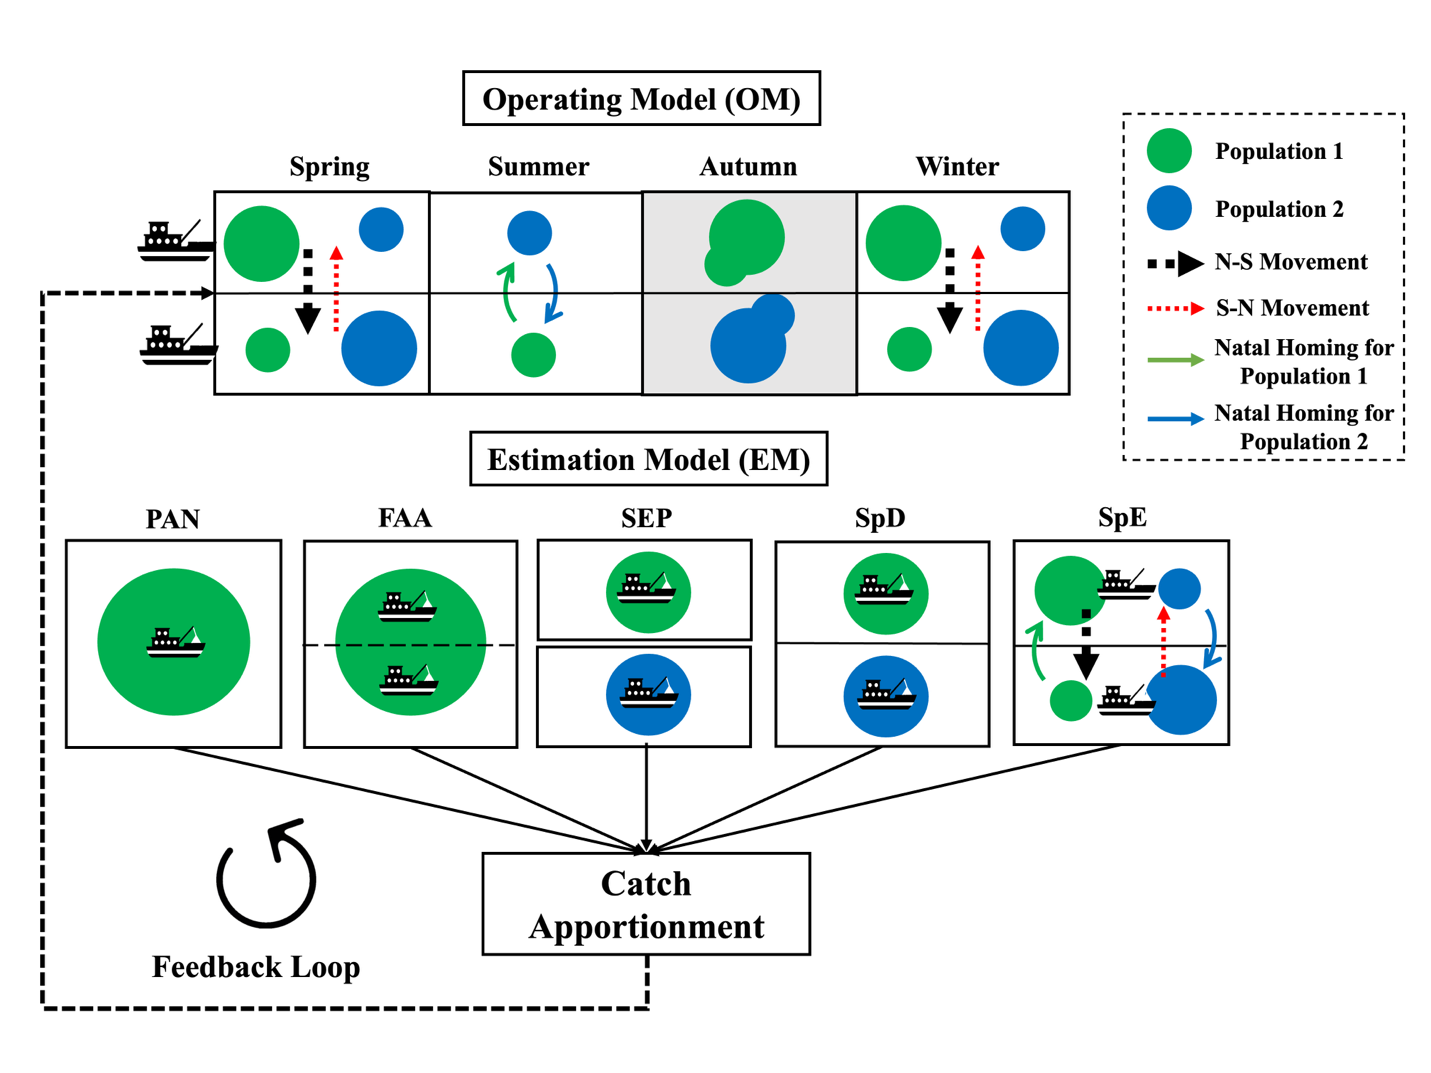 Operating Model (OM)
Spring
Summer
Autumn
Winter
Population 1
Population 2
N-S Movement
S-N Movement
Natal Homing for
Population 1
Natal Homing for
Population 2
Estimation Model (EM)
PAN
FAA
SEP
SpD
SpE
Catch
Apportionment
Feedback Loop